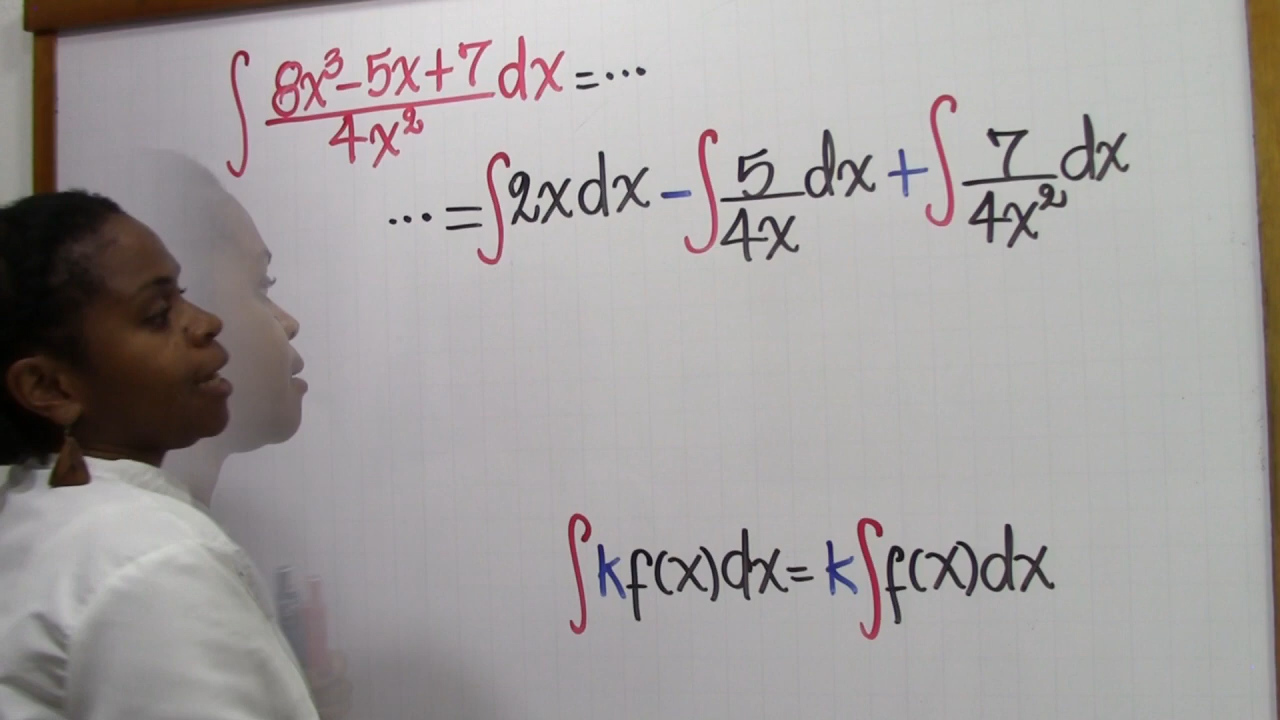 ∫ (8x³-5x+7)/(4x²) dx = ...
... = ∫2x dx - ∫ 5/(4x) dx + ∫ 7/(4x²) dx
∫kf(x)dx = k∫f(x)dx